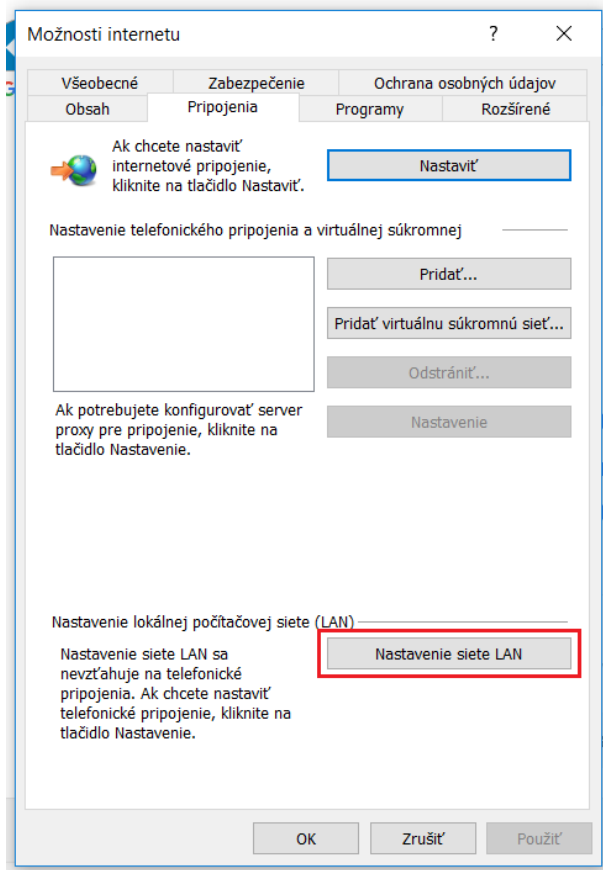 Možnosti internetu
Všeobecné Zabezpečenie Ochrana osobných údajov
Obsah Pripojenia Programy Rozšírené
Ak chcete nastaviť
internetové pripojenie,
kliknite na tlačidlo Nastaviť.
Nastaviť
Nastavenie telefonického pripojenia a virtuálnej súkromnej
Pridať...
Pridať virtuálnu súkromnú sieť...
Odstrániť...
Ak potrebujete konfigurovať server
proxy pre pripojenie, kliknite na
tlačidlo Nastavenie.
Nastavenie
Nastavenie lokálnej počítačovej siete (LAN)
Nastavenie siete LAN sa
nevzťahuje na telefonické
pripojenia. Ak chcete nastaviť
telefonické pripojenie, kliknite na
tlačidlo Nastavenie.
Nastavenie siete LAN
OK Zrušiť Použiť